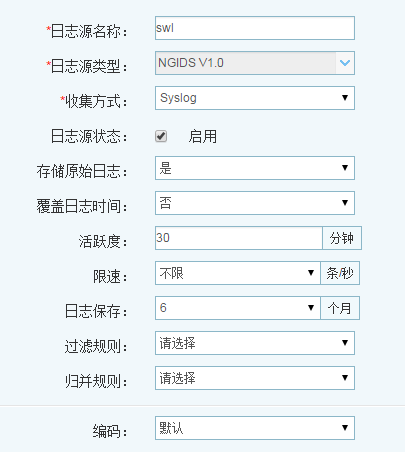 *日志源名称： swl
*日志源类型： NGIDS V1.0
*收集方式： Syslog
日志源状态： 启用
存储原始日志： 是
覆盖日志时间： 否
活跃度： 30 分钟
限速： 不限 条/秒
日志保存： 6 个月
过滤规则： 请选择
归并规则： 请选择
编码： 默认